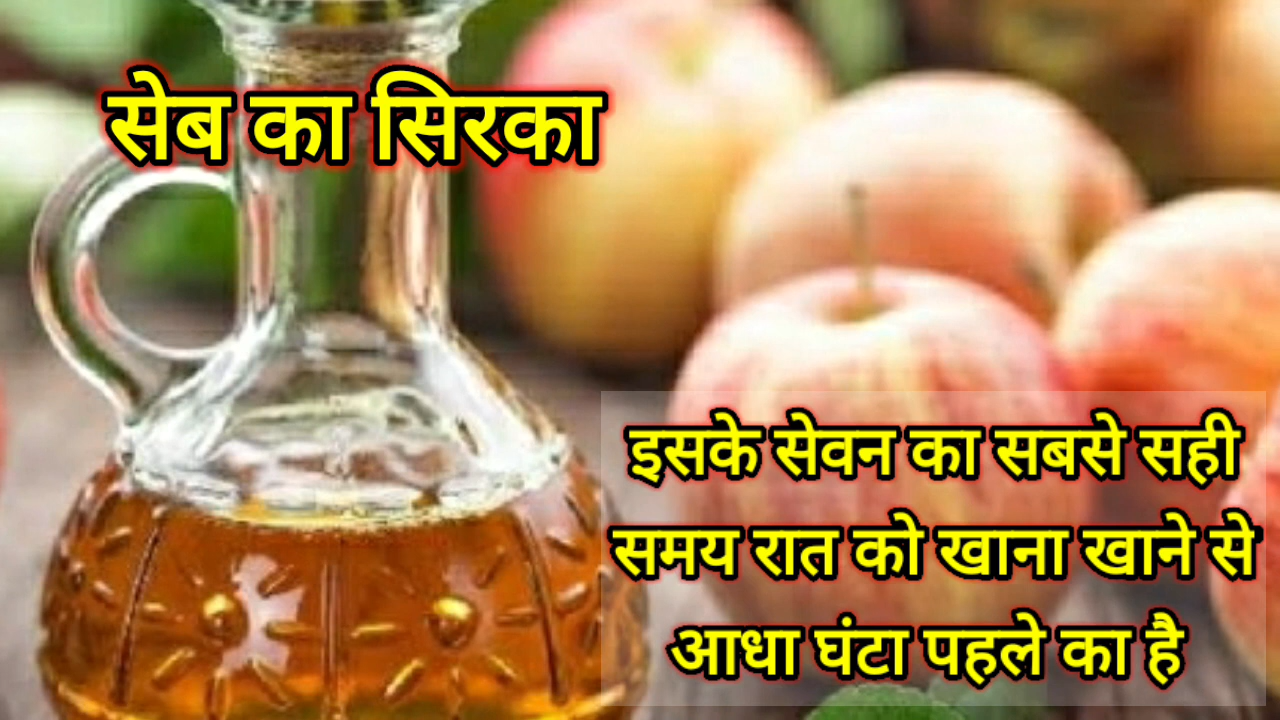 सेब का सिरका
इसके सेवन का सबसे सही
समय रात को खाना खाने से
आधा घंटा पहले का है